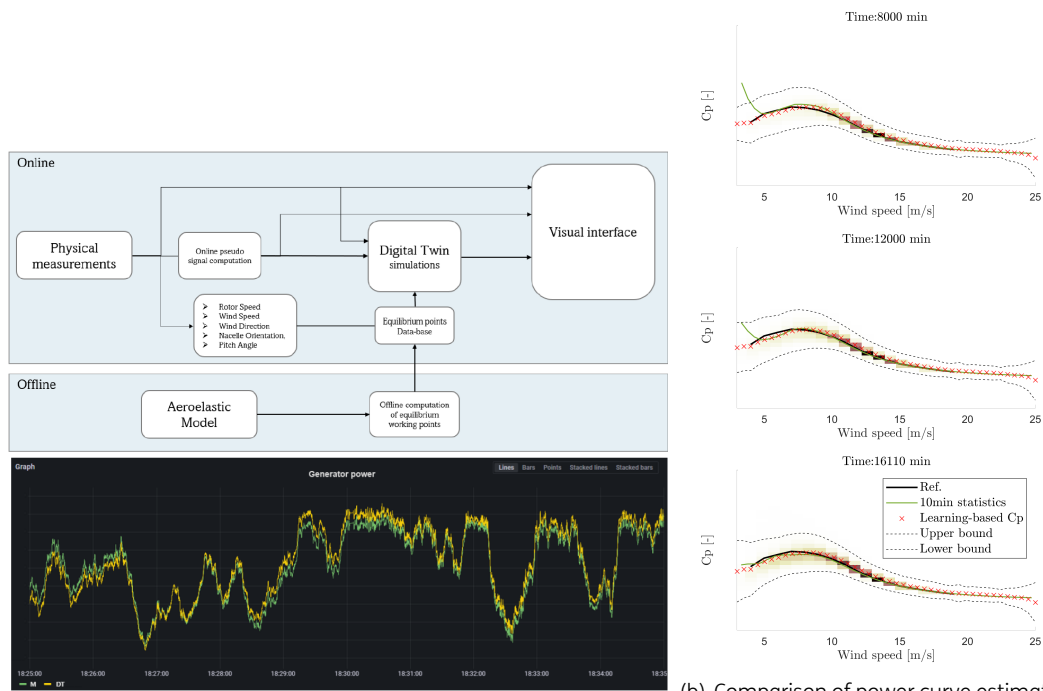 Online
Physical
measurements
Online pseudo
signal computation
Digital Twin
simulations
Visual interface
➢ Rotor Speed
➢ Wind Speed
➢ Wind Direction
➢ Nacelle Orientation,
➢ Pitch Angle
Equilibrium points
Data-base
Offline
Aeroelastic
Model
Offline computation
of equilibrium
working points
Graph
Generator power
Lines Bars Points Stacked lines Stacked bars
18:25:00 18:26:00 18:27:00 18:28:00 18:29:00 18:30:00 18:31:00 18:32:00 18:33:00 18:34:00 18:35
M DT
Time:8000 min
Cp [-]
5 10 15 20 25
Wind speed [m/s]
Time:12000 min
Cp [-]
5 10 15 20 25
Wind speed [m/s]
Time:16110 min
Ref.
10min statistics
Learning-based Cp
Upper bound
Lower bound
Cp [-]
5 10 15 20 25
Wind speed [m/s]
(b) Comparison of power curve estimat